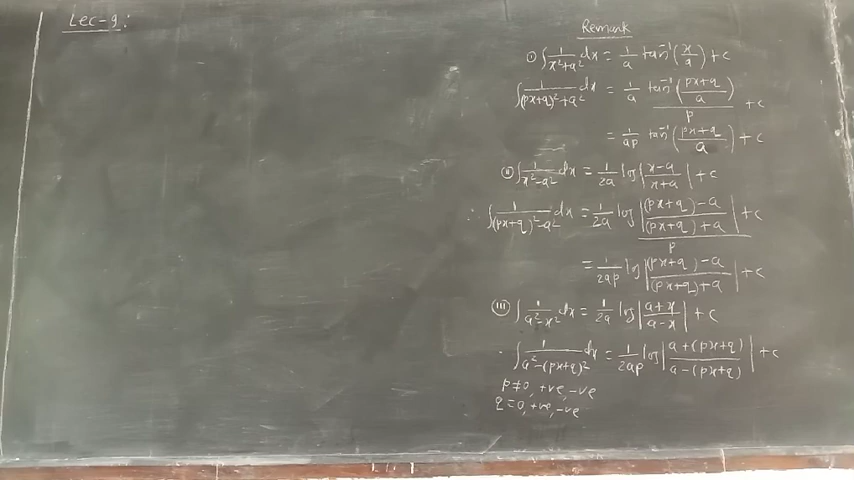 Lec-9:
Remark
(i) ∫ 1/(x²+a²) dx = 1/a tan⁻¹(x/a) + c
∫ 1/((px+q)²+a²) dx = (1/a tan⁻¹((px+q)/a))/p + c
= 1/(ap) tan⁻¹((px+q)/a) + c
(ii) ∫ 1/(x²-a²) dx = 1/(2a) log|(x-a)/(x+a)| + c
∴ ∫ 1/((px+q)²-a²) dx = (1/(2a) log|((px+q)-a)/((px+q)+a)|)/p + c
= 1/(2ap) log|((px+q)-a)/((px+q)+a)| + c
(iii) ∫ 1/(a²-x²) dx = 1/(2a) log|(a+x)/(a-x)| + c
∫ 1/(a²-(px+q)²) dx = 1/(2ap) log|(a+(px+q))/(a-(px+q))| + c
p≠0, +ve, -ve
q=0, +ve, -ve